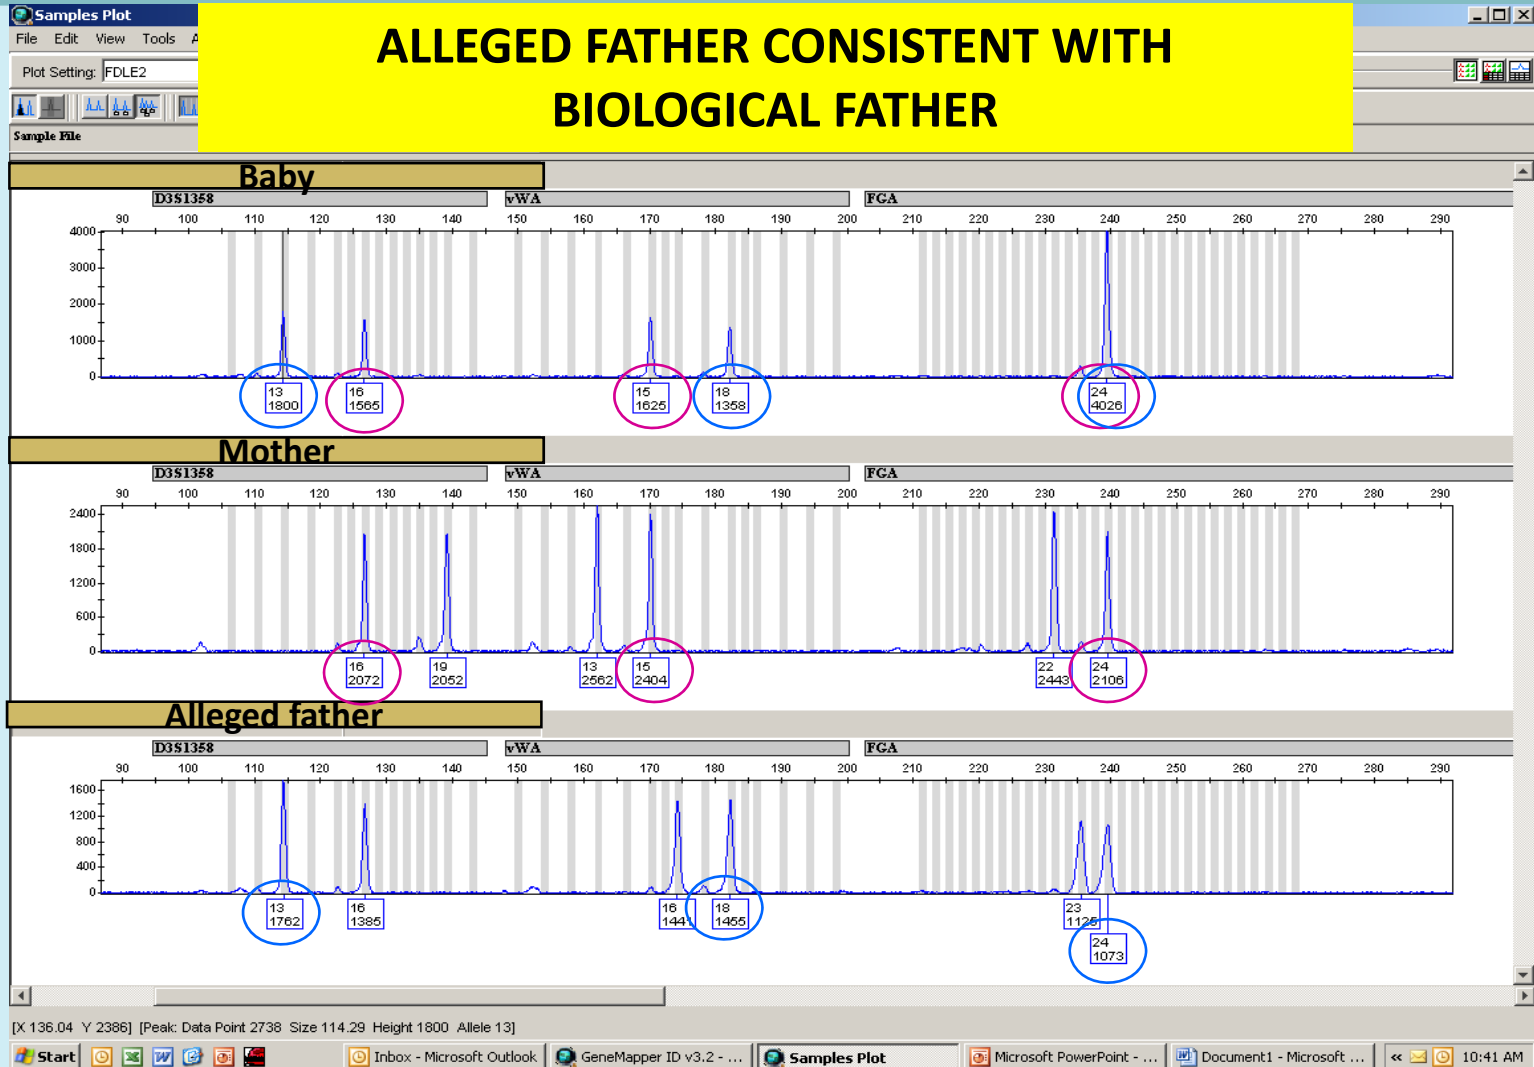 Samples Plot
File Edit View Tools A
ALLEGED FATHER CONSISTENT WITH
BIOLOGICAL FATHER
Plot Setting: FDLE2
Sample File
Baby
D3S1358 vWA FGA
90 100 110 120 130 140 150 160 170 180 190 200 210 220 230 240 250 260 270 280 290
4000
3000
2000
1000
0
13 16 15 18 24
1800 1565 1625 1358 4026
Mother
D3S1358 vWA FGA
90 100 110 120 130 140 150 160 170 180 190 200 210 220 230 240 250 260 270 280 290
2400
1800
1200
600
0
16 19 13 15 22 24
2072 2052 2562 2404 2443 2106
Alleged father
D3S1358 vWA FGA
90 100 110 120 130 140 150 160 170 180 190 200 210 220 230 240 250 260 270 280 290
1600
1200
800
400
0
13 16 16 18 23
1762 1385 1441 1455 1125
24
1073
[X 136.04 Y 2386] [Peak: Data Point 2738 Size 114.29 Height 1800 Allele 13]
Start Inbox - Microsoft Outlook GeneMapper ID v3.2 - ... Samples Plot Microsoft PowerPoint - ... Document1 - Microsoft ... « 10:41 AM